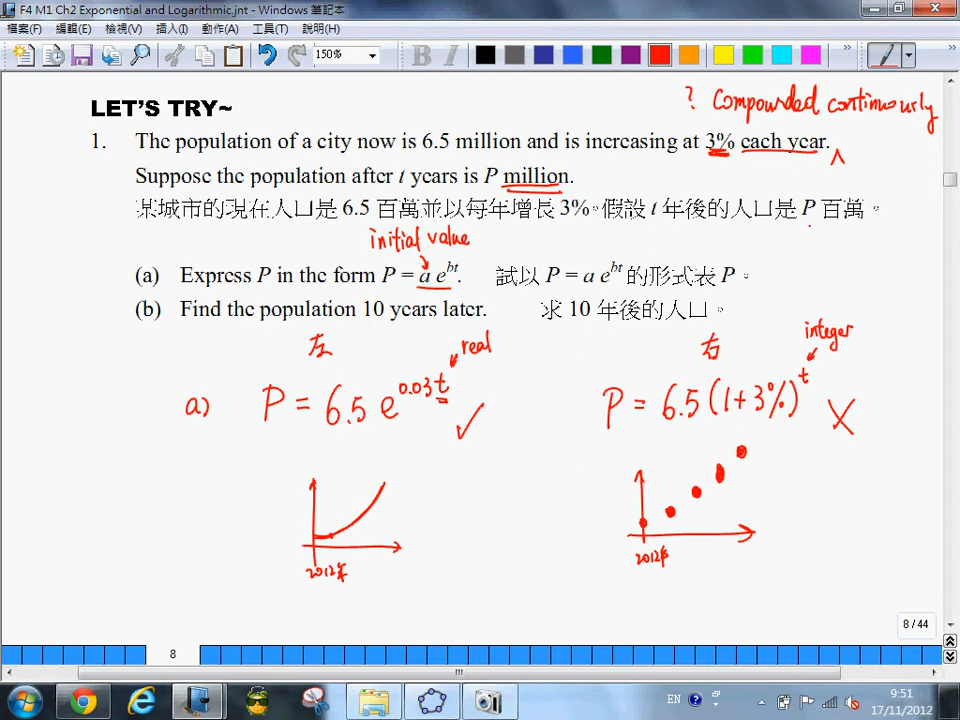 F4 M1 Ch2 Exponential and Logarithmic.jnt - Windows 筆記本
檔案(F) 編輯(E) 檢視(V) 插入(I) 動作(A) 工具(T) 說明(H)
150% B I
LET'S TRY~
? Compounded continuously
1. The population of a city now is 6.5 million and is increasing at 3% each year.
Suppose the population after t years is P million.
某城市的現在人口是 6.5 百萬並以每年增長 3%。假設 t 年後的人口是 P 百萬。
initial value
(a) Express P in the form P = a e^bt. 試以 P = a e^bt 的形式表 P。
(b) Find the population 10 years later. 求 10 年後的人口。
左 real 右 integer
a) P = 6.5 e^0.03t ✓ P = 6.5 (1+3%)^t ✗
2012年 2012年
8 / 44
8
EN
9:51
17/11/2012